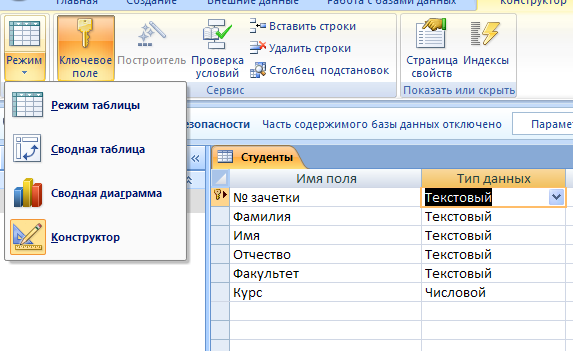 Главная Создание Внешние данные Работа с базами данных Конструктор
Режим
Ключевое поле
Построитель
Проверка условий
Вставить строки
Удалить строки
Столбец подстановок
Страница свойств
Индексы
Сервис
Показать или скрыть
Режим таблицы
Сводная таблица
Сводная диаграмма
Конструктор
езопасности Часть содержимого базы данных отключено Парамет
Студенты
Имя поля Тип данных
№ зачетки Текстовый
Фамилия Текстовый
Имя Текстовый
Отчество Текстовый
Факультет Текстовый
Курс Числовой